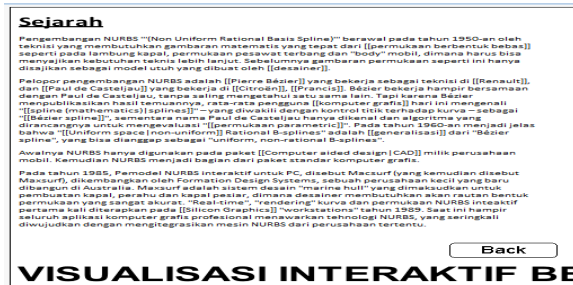 Sejarah
Pengembangan NURBS "'(Non Uniform Rational Basis Spline)'" berawal pada tahun 1950-an oleh
teknisi yang membutuhkan gambaran matematis yang tepat dari [[permukaan berbentuk bebas]]
seperti pada lambung kapal, permukaan pesawat terbang dan "body" mobil, dimana harus bisa
menyajikan kebutuhan teknis lebih lanjut. Sebelumnya gambaran permukaan seperti ini hanya
disajikan sebagai model utuh yang dibuat oleh [[desainer]].
Pelopor pengembangan NURBS adalah [[Pierre Bézier]] yang bekerja sebagai teknisi di [[Renault]],
dan [[Paul de Casteljau]] yang bekerja di [[Citroën]], [[Prancis]]. Bézier bekerja hampir bersamaan
dengan Paul de Casteljau, tanpa saling mengetahui satu sama lain. Tapi karena Bézier
menpublikasikan hasil temuannya, rata-rata pengguna [[komputer grafis]] hari ini mengenali
"[[spline (mathematics)|splines]]" – yang diwakili dengan kontrol titik terhadap kurva – sebagai
"[[Bézier spline]]", sementara nama Paul de Casteljau hanya dikenal dan algoritma yang
dirancangnya untuk mengevaluasi "[[permukaan parametric]]". Pada tahun 1960-an menjadi jelas
bahwa "[[Uniform space|non-uniform]] Rational B-splines" adalah [[generalisasi]] dari "Bézier
spline", yang bisa dianggap sebagai "uniform, non-rational B-splines".
Awalnya NURBS hanya digunakan pada paket [[Computer aided design|CAD]] milik perusahaan
mobil. Kemudian NURBS menjadi bagian dari paket standar komputer grafis.
Pada tahun 1985, Pemodel NURBS interaktif untuk PC, disebut Macsurf (yang kemudian disebut
Maxsurf), dikembangkan oleh Formation Design Systems, sebuah perusahan kecil yang baru
dibangun di Australia. Maxsurf adalah sistem desain "marine hull" yang dimaksudkan untuk
pembuatan kapal, perahu dan kapal pesiar, dimana desainer membutuhkan akan rautan bentuk
permukaan yang sangat akurat. "Real-time", "rendering" kurva dan permukaan NURBS inteaktif
pertama kali diterapkan pada [[Silicon Graphics]] "workstations" tahun 1989. Saat ini hampir
seluruh aplikasi komputer grafis profesional menawarkan tehnologi NURBS, yang seringkali
diwujudkan dengan mengitegrasikan mesin NURBS dari perusahaan tertentu.
Back
VISUALISASI INTERAKTIF BE